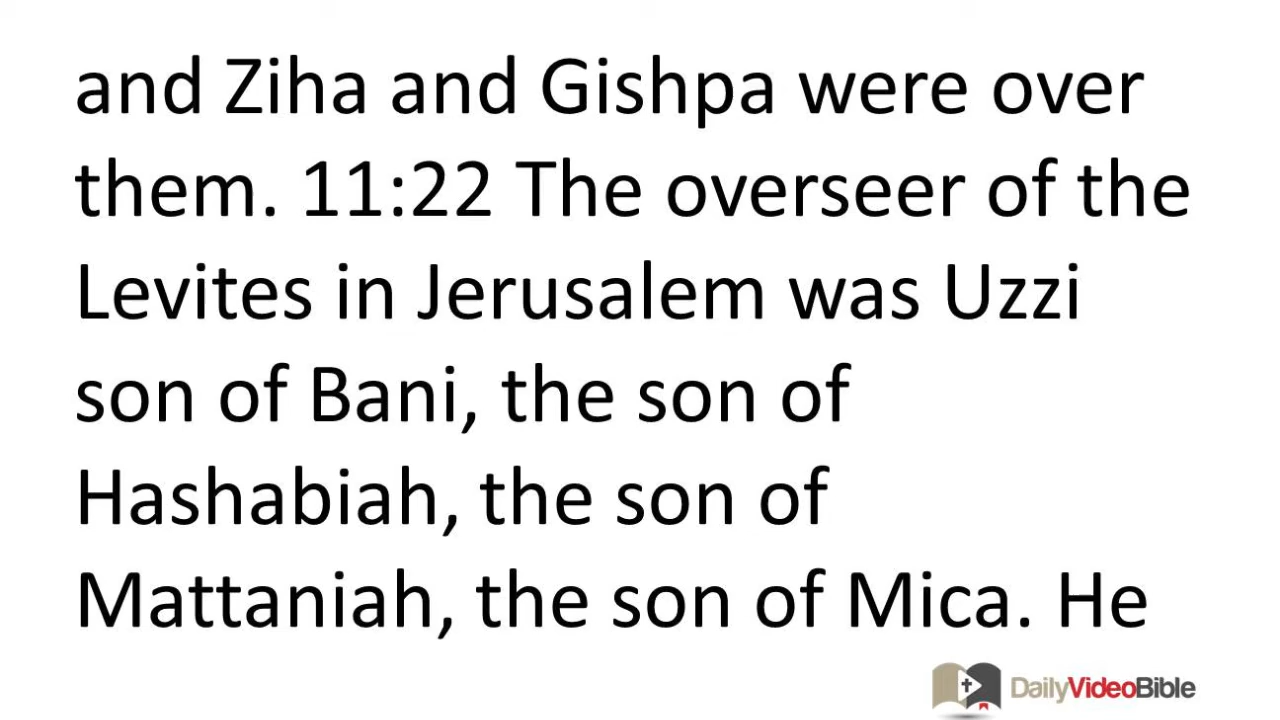 and Ziha and Gishpa were over
them. 11:22 The overseer of the
Levites in Jerusalem was Uzzi
son of Bani, the son of
Hashabiah, the son of
Mattaniah, the son of Mica. He
DailyVideoBible